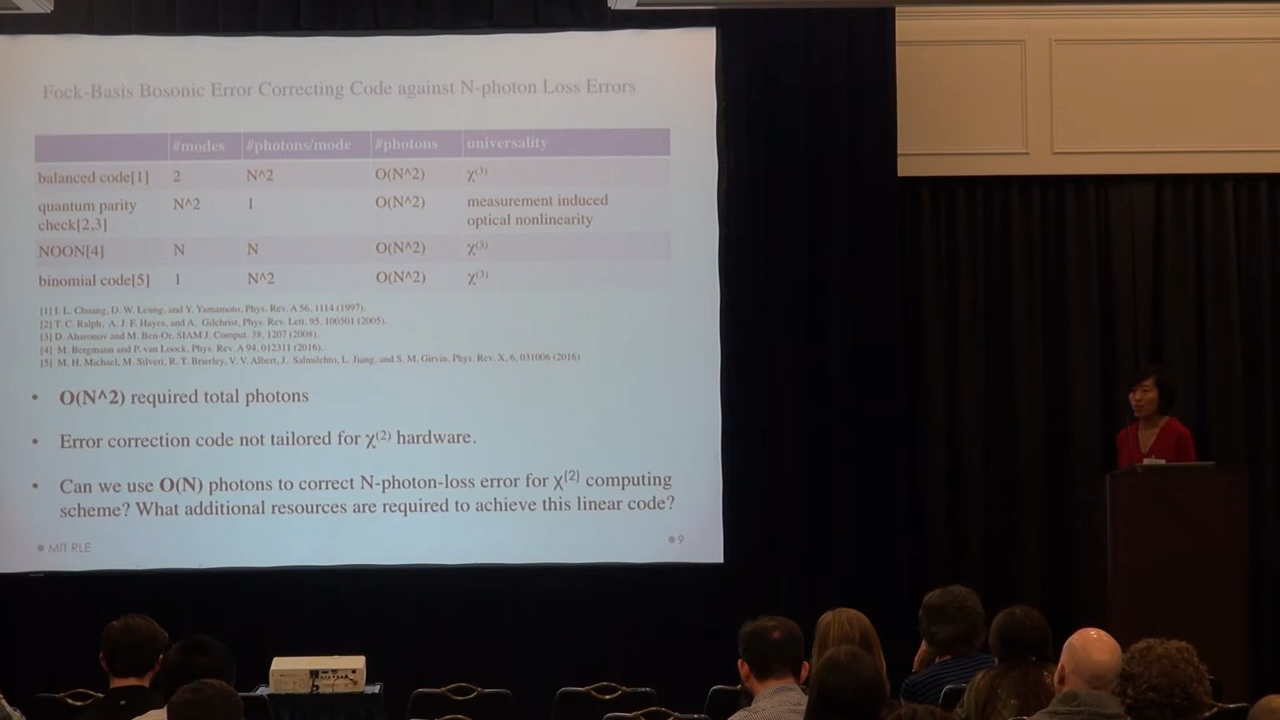 Fock-Basis Bosonic Error Correcting Code against N-photon Loss Errors
#modes #photons/mode #photons universality
balanced code[1] 2 N^2 O(N^2) χ(3)
quantum parity check[2,3] N^2 1 O(N^2) measurement induced optical nonlinearity
NOON[4] N N O(N^2) χ(3)
binomial code[5] 1 N^2 O(N^2) χ(3)
[1] I. L. Chuang, D. W. Leung, and Y. Yamamoto, Phys. Rev. A 56, 1114 (1997).
[2] T. C. Ralph, A. J. F. Hayes, and A. Gilchrist, Phys. Rev. Lett. 95, 100501 (2005).
[3] D. Aharonov and M. Ben-Or, SIAM J. Comput. 38, 1207 (2008).
[4] M. Bergmann and P. van Loock, Phys. Rev. A 94, 012311 (2016).
[5] M. H. Michael, M. Silveri, R. T. Brierley, V. V. Albert, J. Salmilehto, L. Jiang, and S. M. Girvin, Phys. Rev. X, 6, 031006 (2016)
• O(N^2) required total photons
• Error correction code not tailored for χ(2) hardware.
• Can we use O(N) photons to correct N-photon-loss error for χ(2) computing
scheme? What additional resources are required to achieve this linear code?
MIT RLE
9